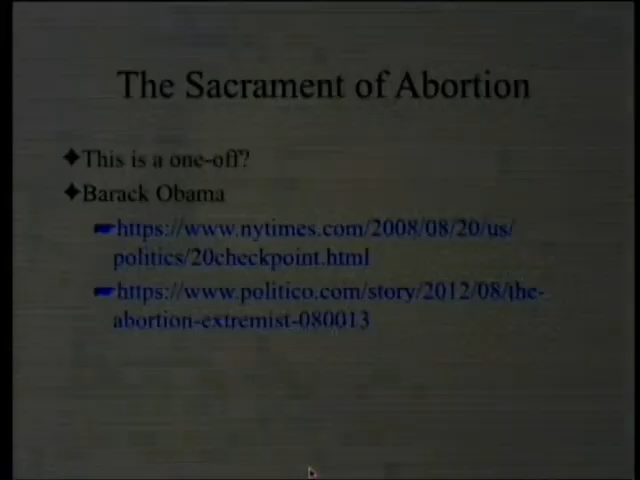 The Sacrament of Abortion
This is a one-off?
Barack Obama
https://www.nytimes.com/2008/08/20/us/
politics/20checkpoint.html
https://www.politico.com/story/2012/08/the-
abortion-extremist-080013